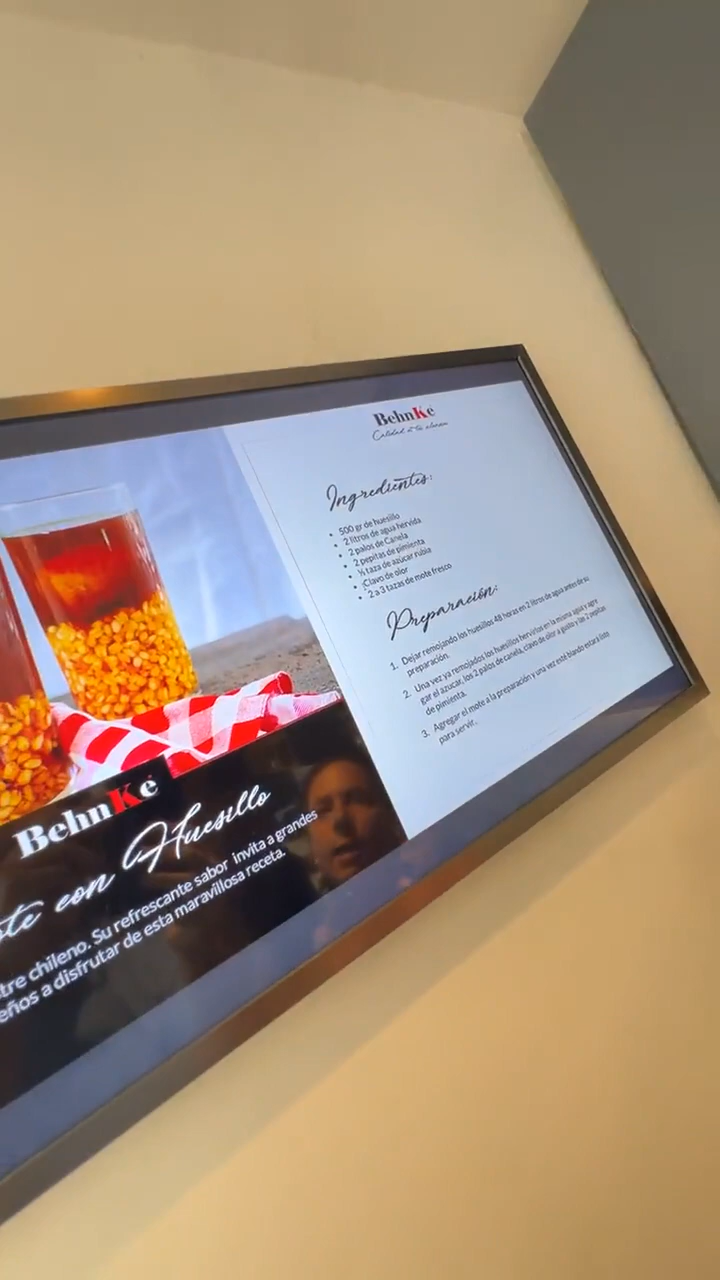 BehnKé
Calidad a tu alcance
Ingredientes:
• 500 gr de huesillo
• 2 litros de agua hervida
• 2 palos de Canela
• 2 pepitas de pimienta
• ½ taza de azucar rubia
• Clavo de olor
• 2 a 3 tazas de mote fresco
Preparación:
1. Dejar remojando los huesillos 48 horas en 2 litros de agua antes de su
preparación.
2. Una vez ya remojados los huesillos hervirlos en la misma agua y agre
gar el azucar, los 2 palos de canela, clavo de olor a gusto y las 2 pepitas
de pimienta.
3. Agregar el mote a la preparación y una vez esté blando estara listo
para servir.
BehnKé
te con Huesillo
tre chileno. Su refrescante sabor invita a grandes
eños a disfrutar de esta maravillosa receta.